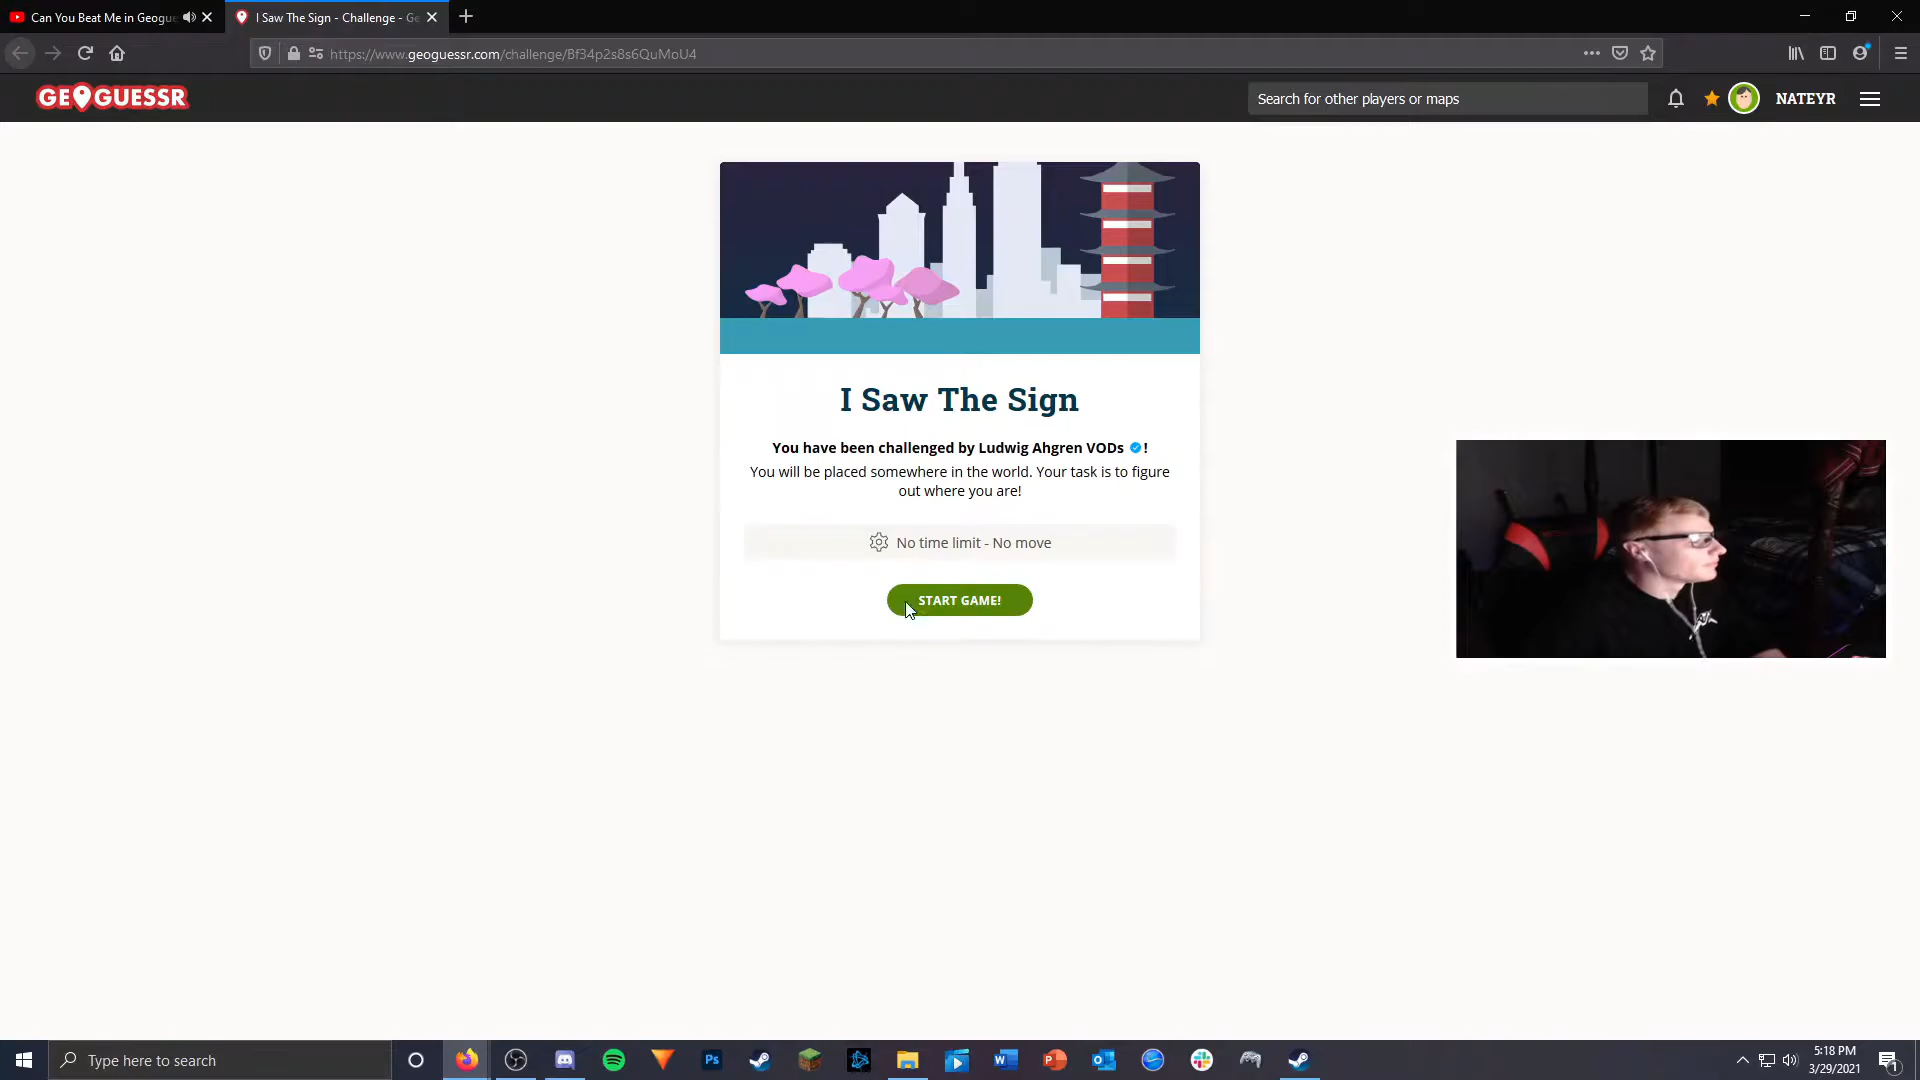 Can You Beat Me in Geogue
I Saw The Sign - Challenge - Ge
https://www.geoguessr.com/challenge/Bf34p2s8s6QuMoU4
GEOGUESSR
Search for other players or maps
NATEYR
I Saw The Sign
You have been challenged by Ludwig Ahgren VODs !
You will be placed somewhere in the world. Your task is to figure
out where you are!
No time limit - No move
START GAME!
Type here to search
Ps
5:18 PM
3/29/2021
1